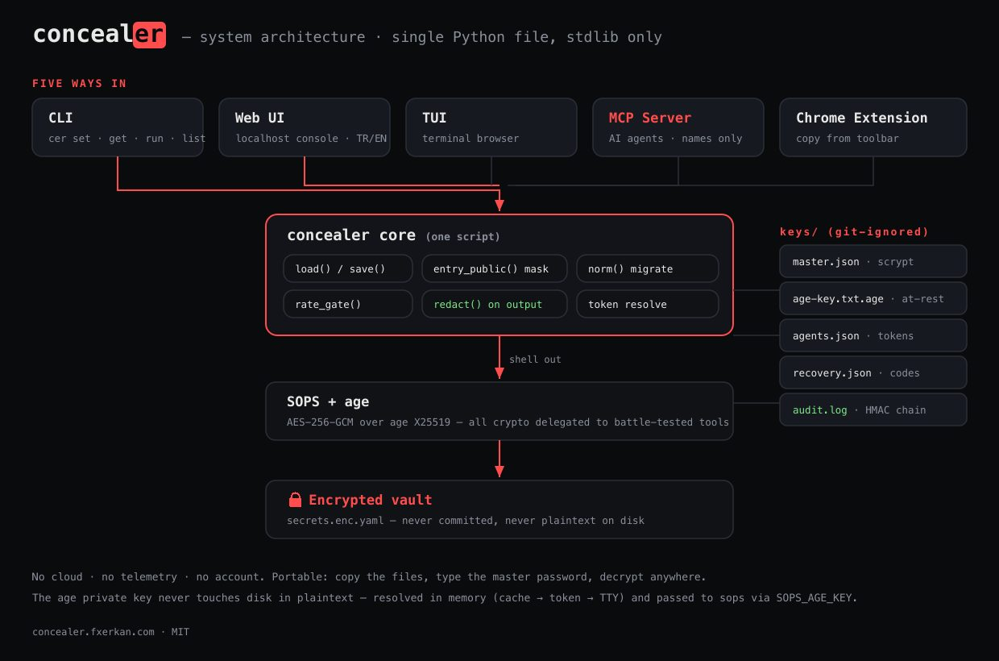 concealer — system architecture · single Python file, stdlib only
FIVE WAYS IN
CLI
cer set · get · run · list
Web UI
localhost console · TR/EN
TUI
terminal browser
MCP Server
AI agents · names only
Chrome Extension
copy from toolbar
concealer core (one script)
load() / save()
entry_public() mask
norm() migrate
rate_gate()
redact() on output
token resolve
keys/ (git-ignored)
master.json · scrypt
age-key.txt.age · at-rest
agents.json · tokens
recovery.json · codes
audit.log · HMAC chain
shell out
SOPS + age
AES-256-GCM over age X25519 — all crypto delegated to battle-tested tools
Encrypted vault
secrets.enc.yaml — never committed, never plaintext on disk
No cloud · no telemetry · no account. Portable: copy the files, type the master password, decrypt anywhere.
The age private key never touches disk in plaintext — resolved in memory (cache → token → TTY) and passed to sops via SOPS_AGE_KEY.
concealer.fxerkan.com · MIT